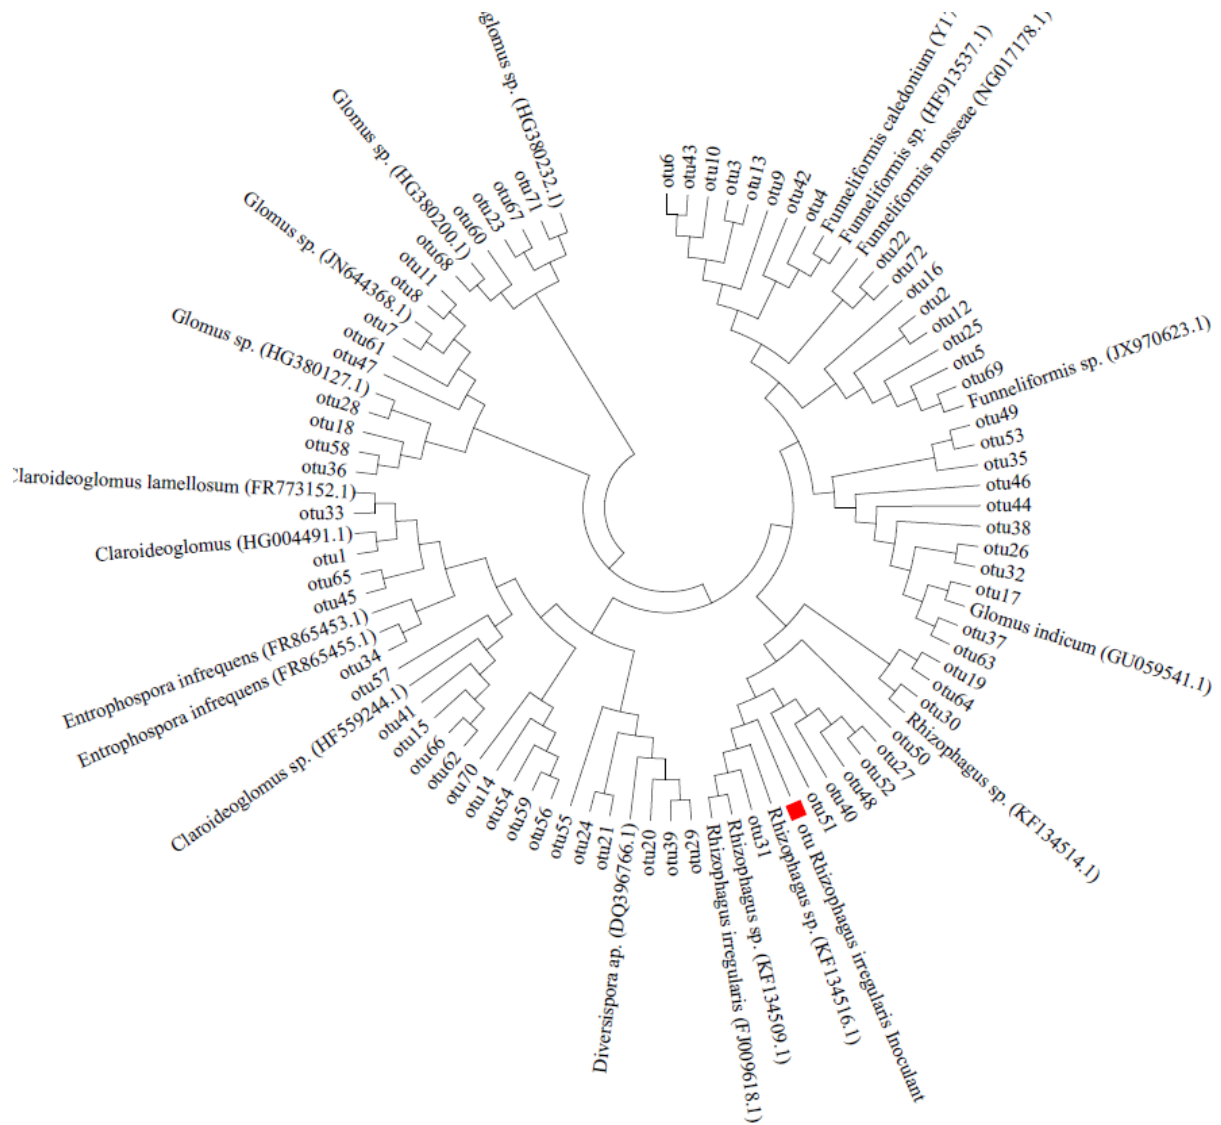 otu6
otu43
otu10
otu3
otu13
otu9
otu42
otu4
Funneliformis caledonium (Y17
Funneliformis sp. (HF913537.1)
Funneliformis mosseae (NG017178.1)
otu22
otu72
otu16
otu2
otu12
otu25
otu5
otu69
Funneliformis sp. (JX970623.1)
otu49
otu53
otu35
otu46
otu44
otu38
otu26
otu32
otu17
Glomus indicum (GU059541.1)
otu37
otu63
otu19
otu64
otu30
Rhizophagus sp. (KF134514.1)
otu50
otu27
otu52
otu48
otu40
otu51
otu Rhizophagus irregularis Inoculant
Rhizophagus sp. (KF134516.1)
otu31
Rhizophagus sp. (KF134509.1)
Rhizophagus irregularis (FJ009618.1)
otu29
otu39
otu20
Diversispora ap. (DQ396766.1)
otu21
otu24
otu55
otu56
otu59
otu54
otu14
otu70
otu62
otu66
otu15
otu41
Claroideoglomus sp. (HF559244.1)
otu57
otu34
Entrophospora infrequens (FR865455.1)
Entrophospora infrequens (FR865453.1)
otu45
otu65
otu1
Claroideoglomus (HG004491.1)
otu33
Claroideoglomus lamellosum (FR773152.1)
otu36
otu58
otu18
otu28
Glomus sp. (HG380127.1)
otu47
otu61
otu7
Glomus sp. (JN644368.1)
otu8
otu11
otu68
Glomus sp. (HG380200.1)
otu60
otu23
otu67
otu71
glomus sp. (HG380232.1)